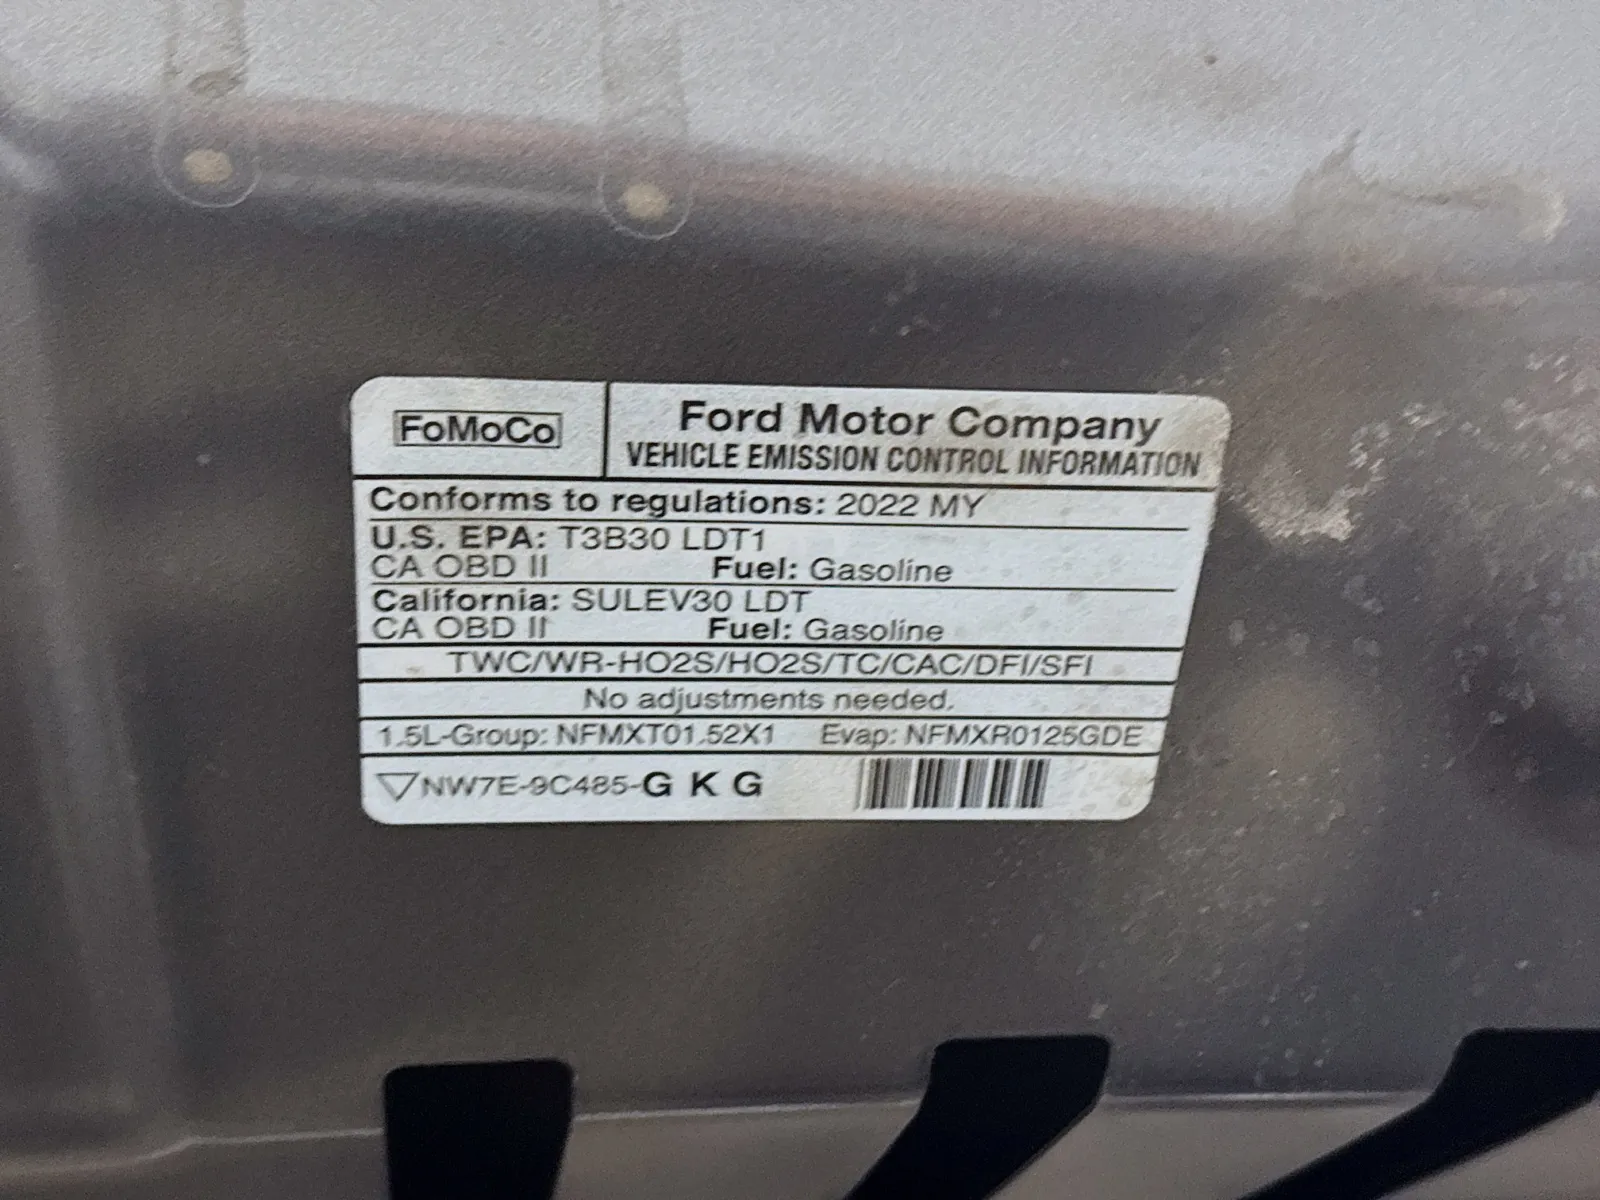 FoMoCo
Ford Motor Company
VEHICLE EMISSION CONTROL INFORMATION
Conforms to regulations: 2022 MY
U.S. EPA: T3B30 LDT1
CA OBD II Fuel: Gasoline
California: SULEV30 LDT
CA OBD II Fuel: Gasoline
TWC/WR-HO2S/HO2S/TC/CAC/DFI/SFI
No adjustments needed.
1.5L-Group: NFMXT01.52X1 Evap: NFMXR0125GDE
▽NW7E-9C485-G K G